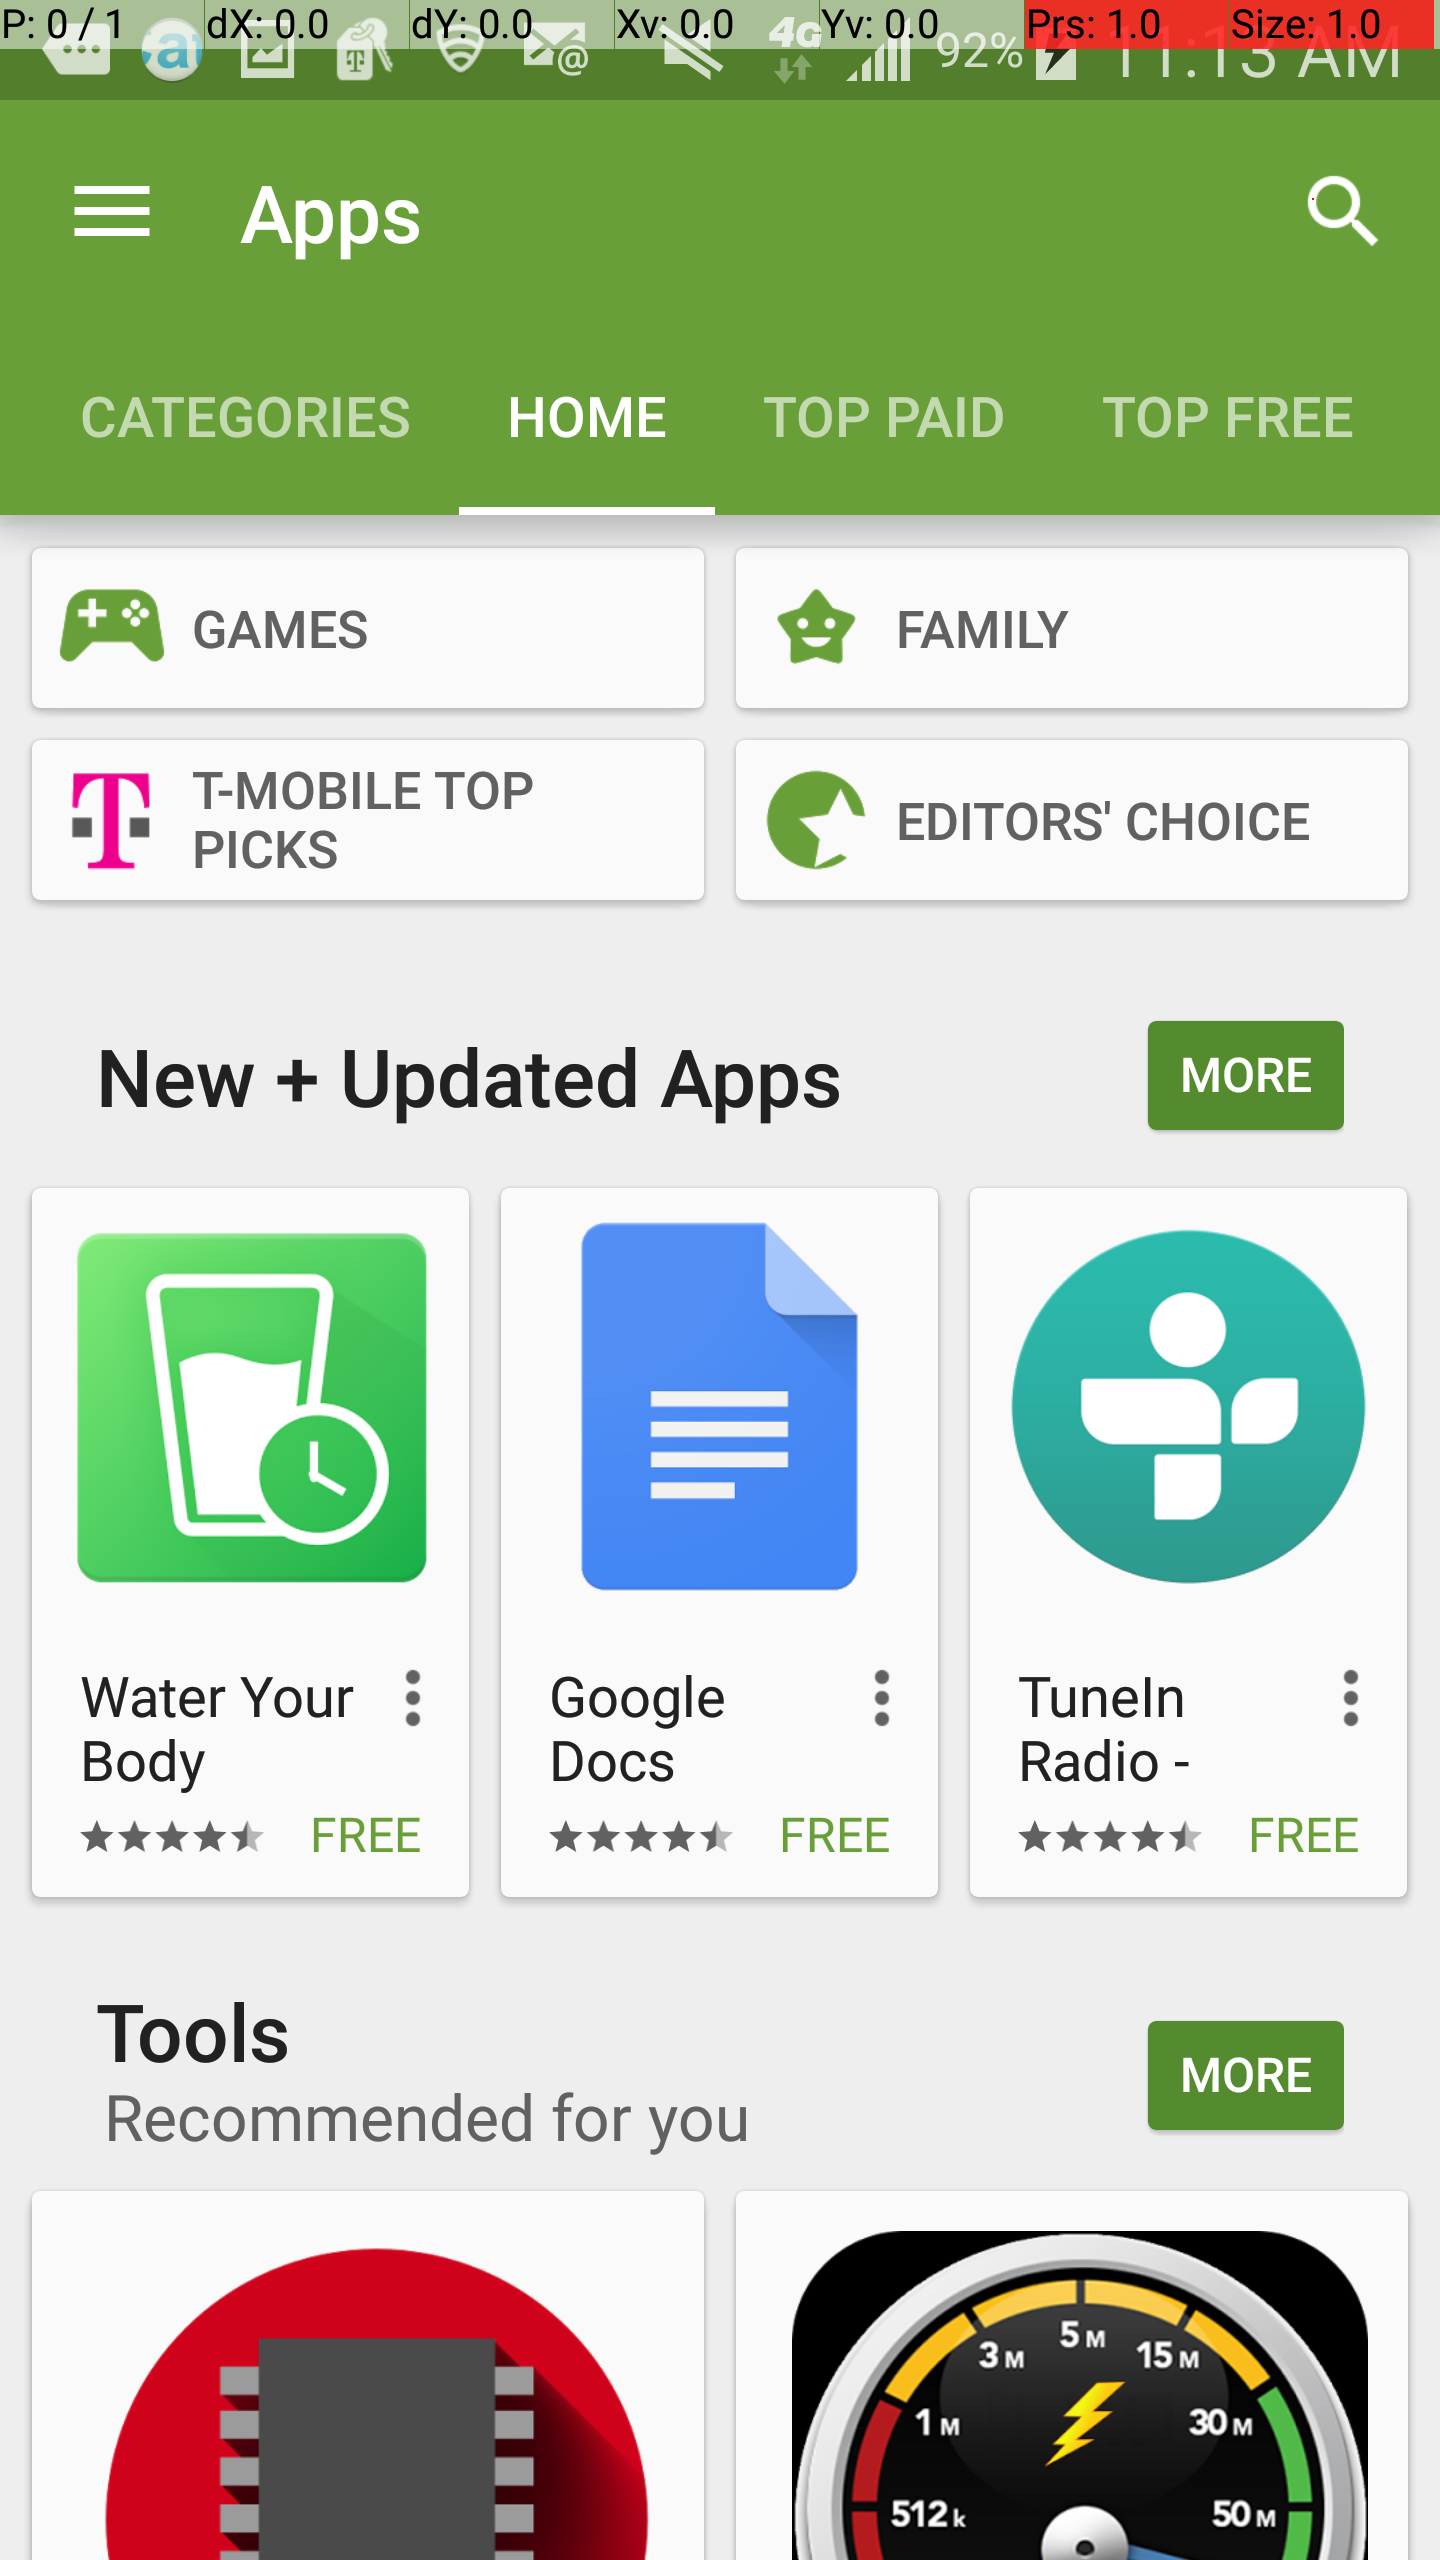 P: 0 / 1 dX: 0.0 dY: 0.0 Xv: 0.0 Yv: 0.0 Prs: 1.0 Size: 1.0
at T @ 4G 92% 11:13 AM
Apps
CATEGORIES HOME TOP PAID TOP FREE
GAMES FAMILY
T-MOBILE TOP PICKS EDITORS' CHOICE
New + Updated Apps MORE
Water Your Body
FREE
Google Docs
FREE
TuneIn Radio -
FREE
Tools MORE
Recommended for you
5 M
3 M 15 M
1 M 30 M
512 k 50 M